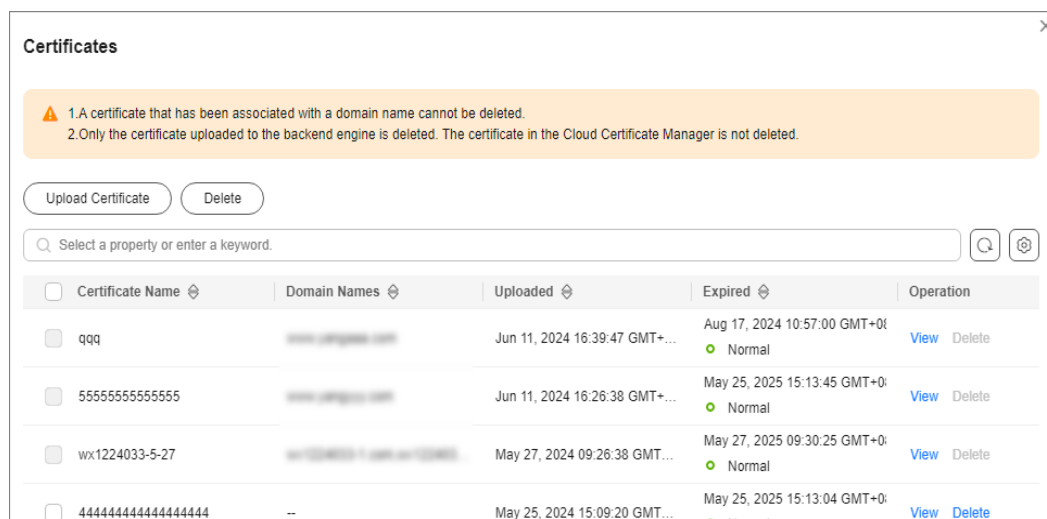 Certificates
1.A certificate that has been associated with a domain name cannot be deleted.
2.Only the certificate uploaded to the backend engine is deleted. The certificate in the Cloud Certificate Manager is not deleted.
Upload Certificate Delete
Select a property or enter a keyword.
Certificate Name Domain Names Uploaded Expired Operation
qqq Jun 11, 2024 16:39:47 GMT+... Aug 17, 2024 10:57:00 GMT+08 View Delete
Normal
55555555555555 Jun 11, 2024 16:26:38 GMT+... May 25, 2025 15:13:45 GMT+08 View Delete
Normal
wx1224033-5-27 May 27, 2024 09:26:38 GMT... May 27, 2025 09:30:25 GMT+08 View Delete
Normal
444444444444444444 -- May 25, 2024 15:09:20 GMT... May 25, 2025 15:13:04 GMT+08 View Delete